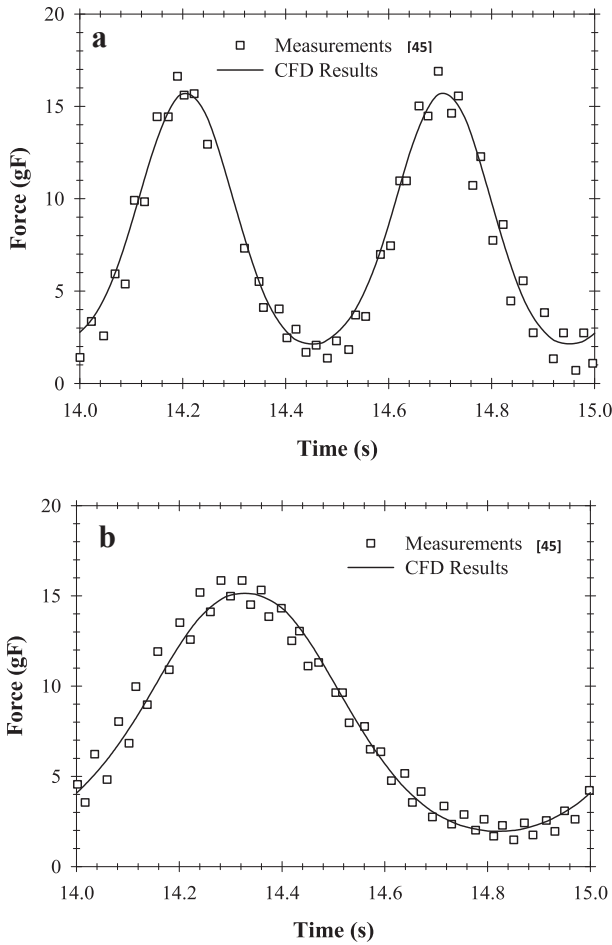 a
Measurements [45]
CFD Results
Force (gF)
20
15
10
5
0
14.0 14.2 14.4 14.6 14.8 15.0
Time (s)
b
Measurements [45]
CFD Results
Force (gF)
20
15
10
5
0
14.0 14.2 14.4 14.6 14.8 15.0
Time (s)